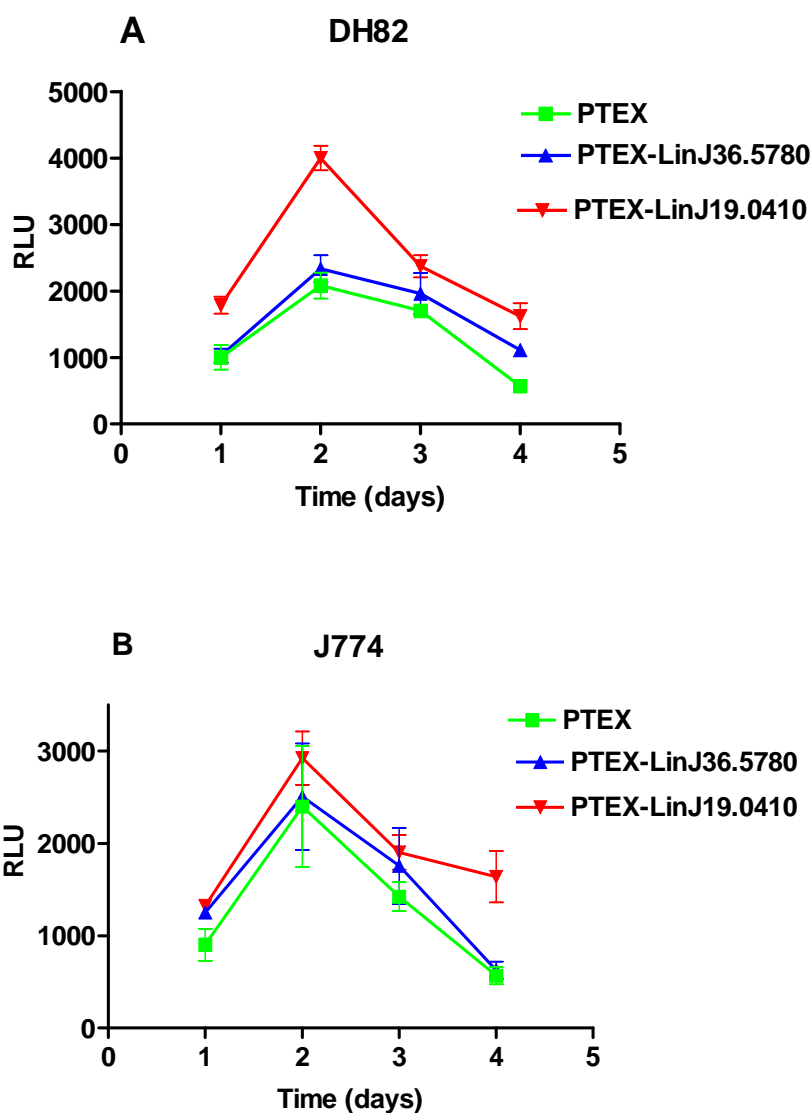 A
DH82
5000
4000
3000
2000
1000
0
RLU
0 1 2 3 4 5
Time (days)
PTEX
PTEX-LinJ36.5780
PTEX-LinJ19.0410
B
J774
3000
2000
1000
0
RLU
0 1 2 3 4 5
Time (days)
PTEX
PTEX-LinJ36.5780
PTEX-LinJ19.0410